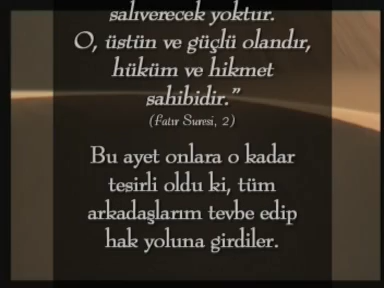 salıverecek yoktur.
O, üstün ve güçlü olandır,
hüküm ve hikmet
sahibidir.”
(Fatır Suresi, 2)
Bu ayet onlara o kadar
tesirli oldu ki, tüm
arkadaşlarım tevbe edip
hak yoluna girdiler.